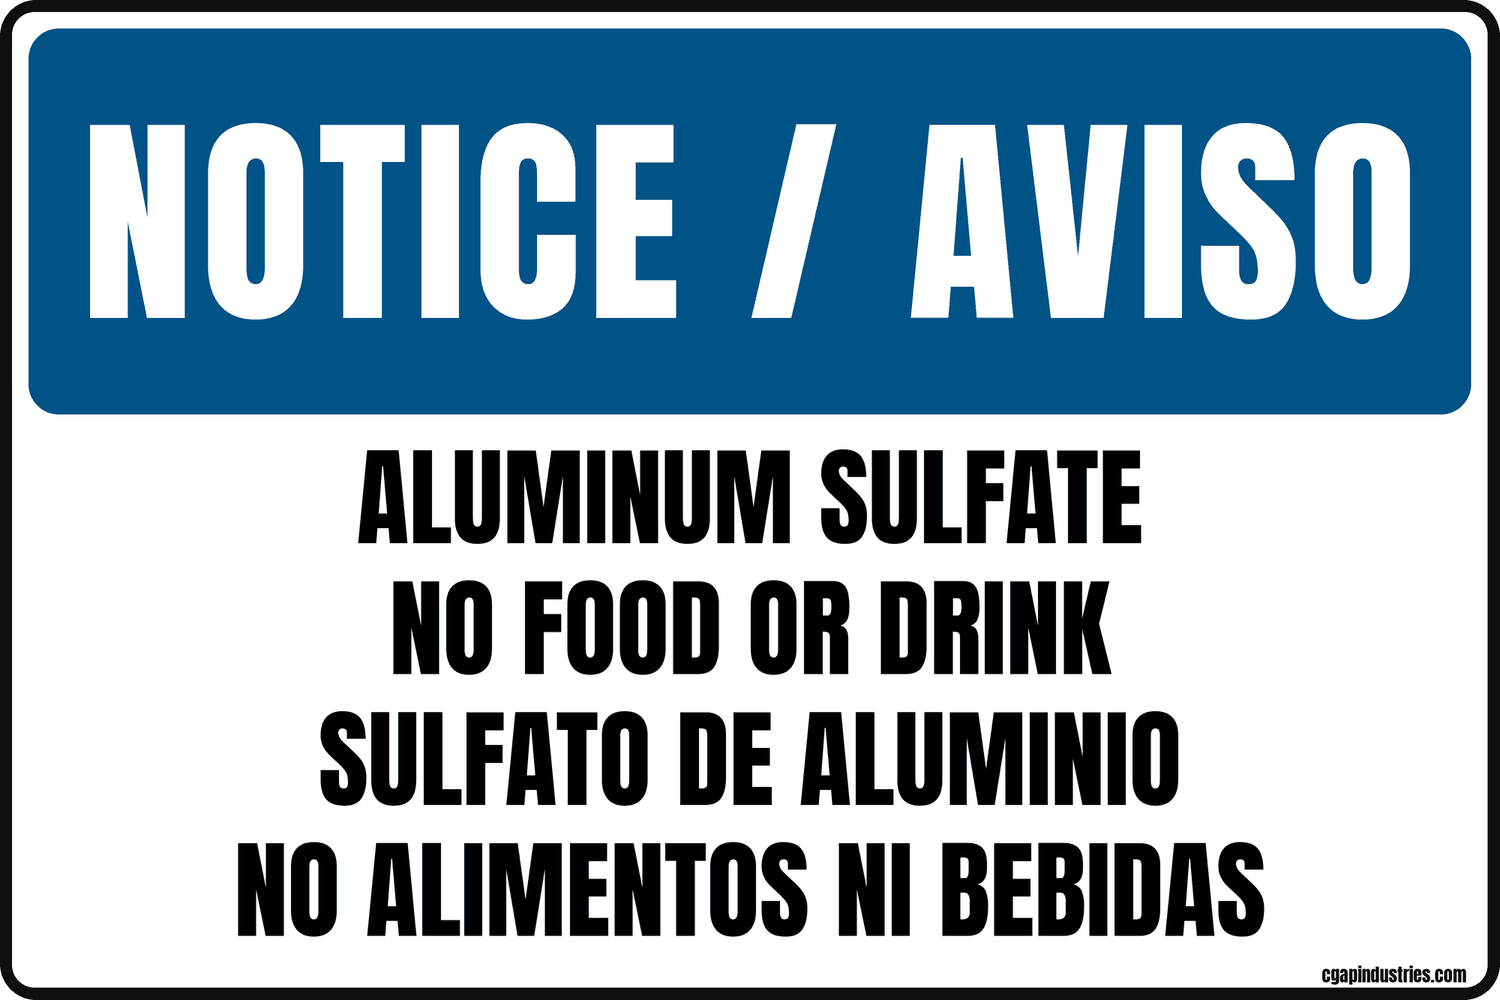 NOTICE / AVISO
ALUMINUM SULFATE
NO FOOD OR DRINK
SULFATO DE ALUMINIO
NO ALIMENTOS NI BEBIDAS
cgapindustries.com